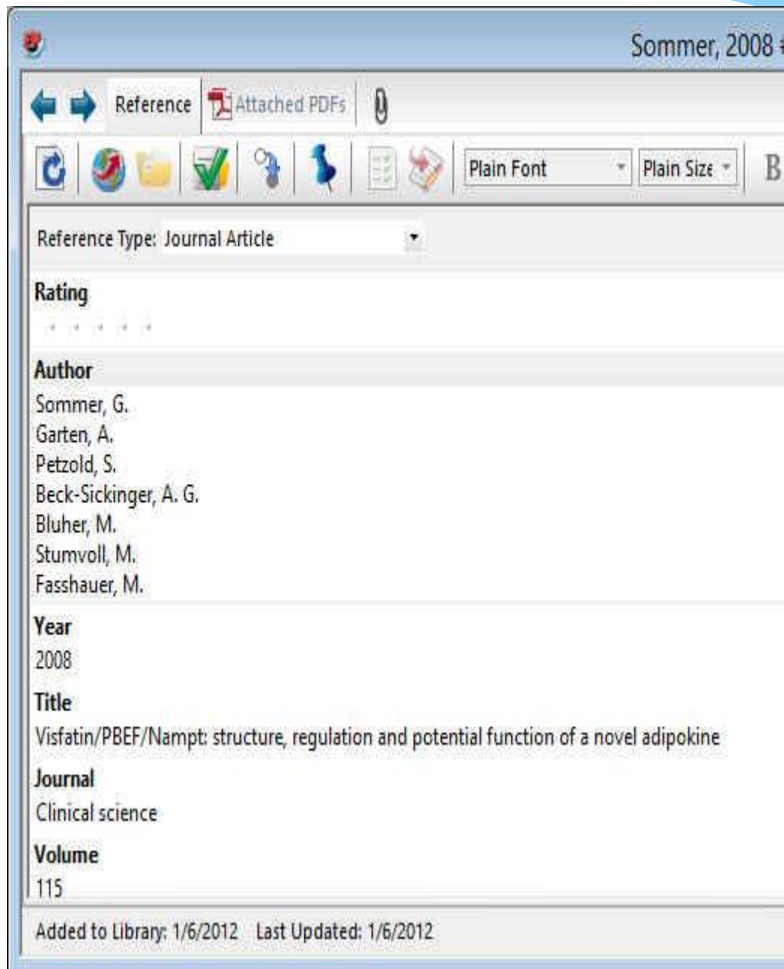 Sommer, 2008 #
Reference Attached PDFs
Plain Font Plain Size B
Reference Type: Journal Article
Rating
Author
Sommer, G.
Garten, A.
Petzold, S.
Beck-Sickinger, A. G.
Bluher, M.
Stumvoll, M.
Fasshauer, M.
Year
2008
Title
Visfatin/PBEF/Nampt: structure, regulation and potential function of a novel adipokine
Journal
Clinical science
Volume
115
Added to Library: 1/6/2012 Last Updated: 1/6/2012